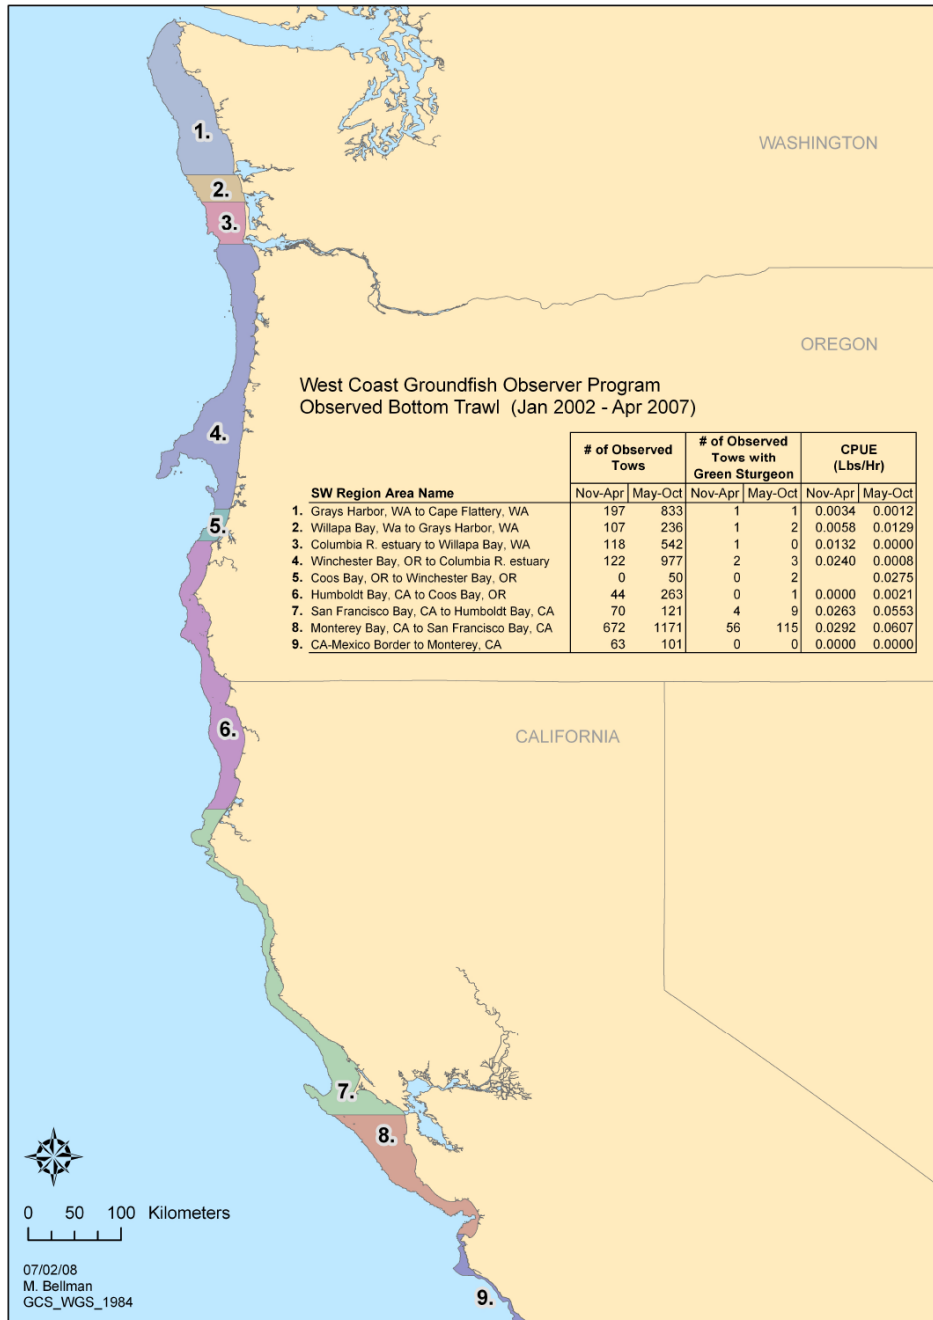 1.
WASHINGTON
2.
3.
OREGON
West Coast Groundfish Observer Program
Observed Bottom Trawl (Jan 2002 - Apr 2007)
4.
# of Observed Tows # of Observed Tows with Green Sturgeon CPUE (Lbs/Hr)
SW Region Area Name Nov-Apr May-Oct Nov-Apr May-Oct Nov-Apr May-Oct
1. Grays Harbor, WA to Cape Flattery, WA 197 833 1 1 0.0034 0.0012
2. Willapa Bay, Wa to Grays Harbor, WA 107 236 1 2 0.0058 0.0129
3. Columbia R. estuary to Willapa Bay, WA 118 542 1 0 0.0132 0.0000
4. Winchester Bay, OR to Columbia R. estuary 122 977 2 3 0.0240 0.0008
5. Coos Bay, OR to Winchester Bay, OR 0 50 0 2 0.0275
6. Humboldt Bay, CA to Coos Bay, OR 44 263 0 1 0.0000 0.0021
7. San Francisco Bay, CA to Humboldt Bay, CA 70 121 4 9 0.0263 0.0553
8. Monterey Bay, CA to San Francisco Bay, CA 672 1171 56 115 0.0292 0.0607
9. CA-Mexico Border to Monterey, CA 63 101 0 0 0.0000 0.0000
5.
6.
CALIFORNIA
7.
8.
0 50 100 Kilometers
07/02/08
M. Bellman
GCS_WGS_1984
9.